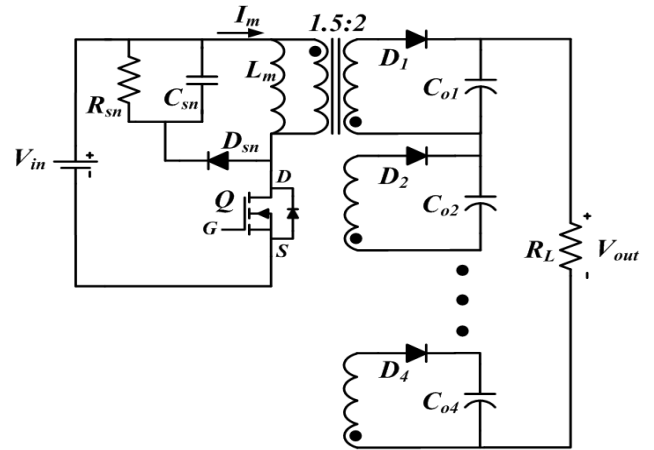 I_m
1.5:2
D_1
L_m
C_o1
R_sn
C_sn
D_sn
V_in
+
-
D_2
D
Q
C_o2
G
S
+
R_L
V_out
-
D_4
C_o4